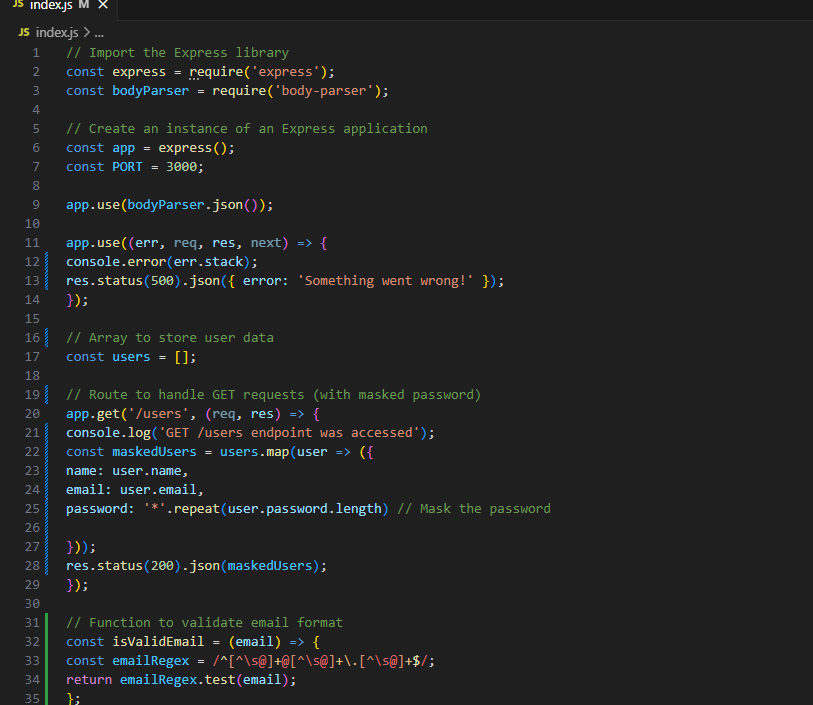 JS index.js M X
JS index.js > ...
1 // Import the Express library
2 const express = require('express');
3 const bodyParser = require('body-parser');
4
5 // Create an instance of an Express application
6 const app = express();
7 const PORT = 3000;
8
9 app.use(bodyParser.json());
10
11 app.use((err, req, res, next) => {
12 console.error(err.stack);
13 res.status(500).json({ error: 'Something went wrong!' });
14 });
15
16 // Array to store user data
17 const users = [];
18
19 // Route to handle GET requests (with masked password)
20 app.get('/users', (req, res) => {
21 console.log('GET /users endpoint was accessed');
22 const maskedUsers = users.map(user => ({
23 name: user.name,
24 email: user.email,
25 password: '*'.repeat(user.password.length) // Mask the password
26
27 }));
28 res.status(200).json(maskedUsers);
29 });
30
31 // Function to validate email format
32 const isValidEmail = (email) => {
33 const emailRegex = /^[^\s@]+@[^\s@]+\.[^\s@]+$/;
34 return emailRegex.test(email);
35 };